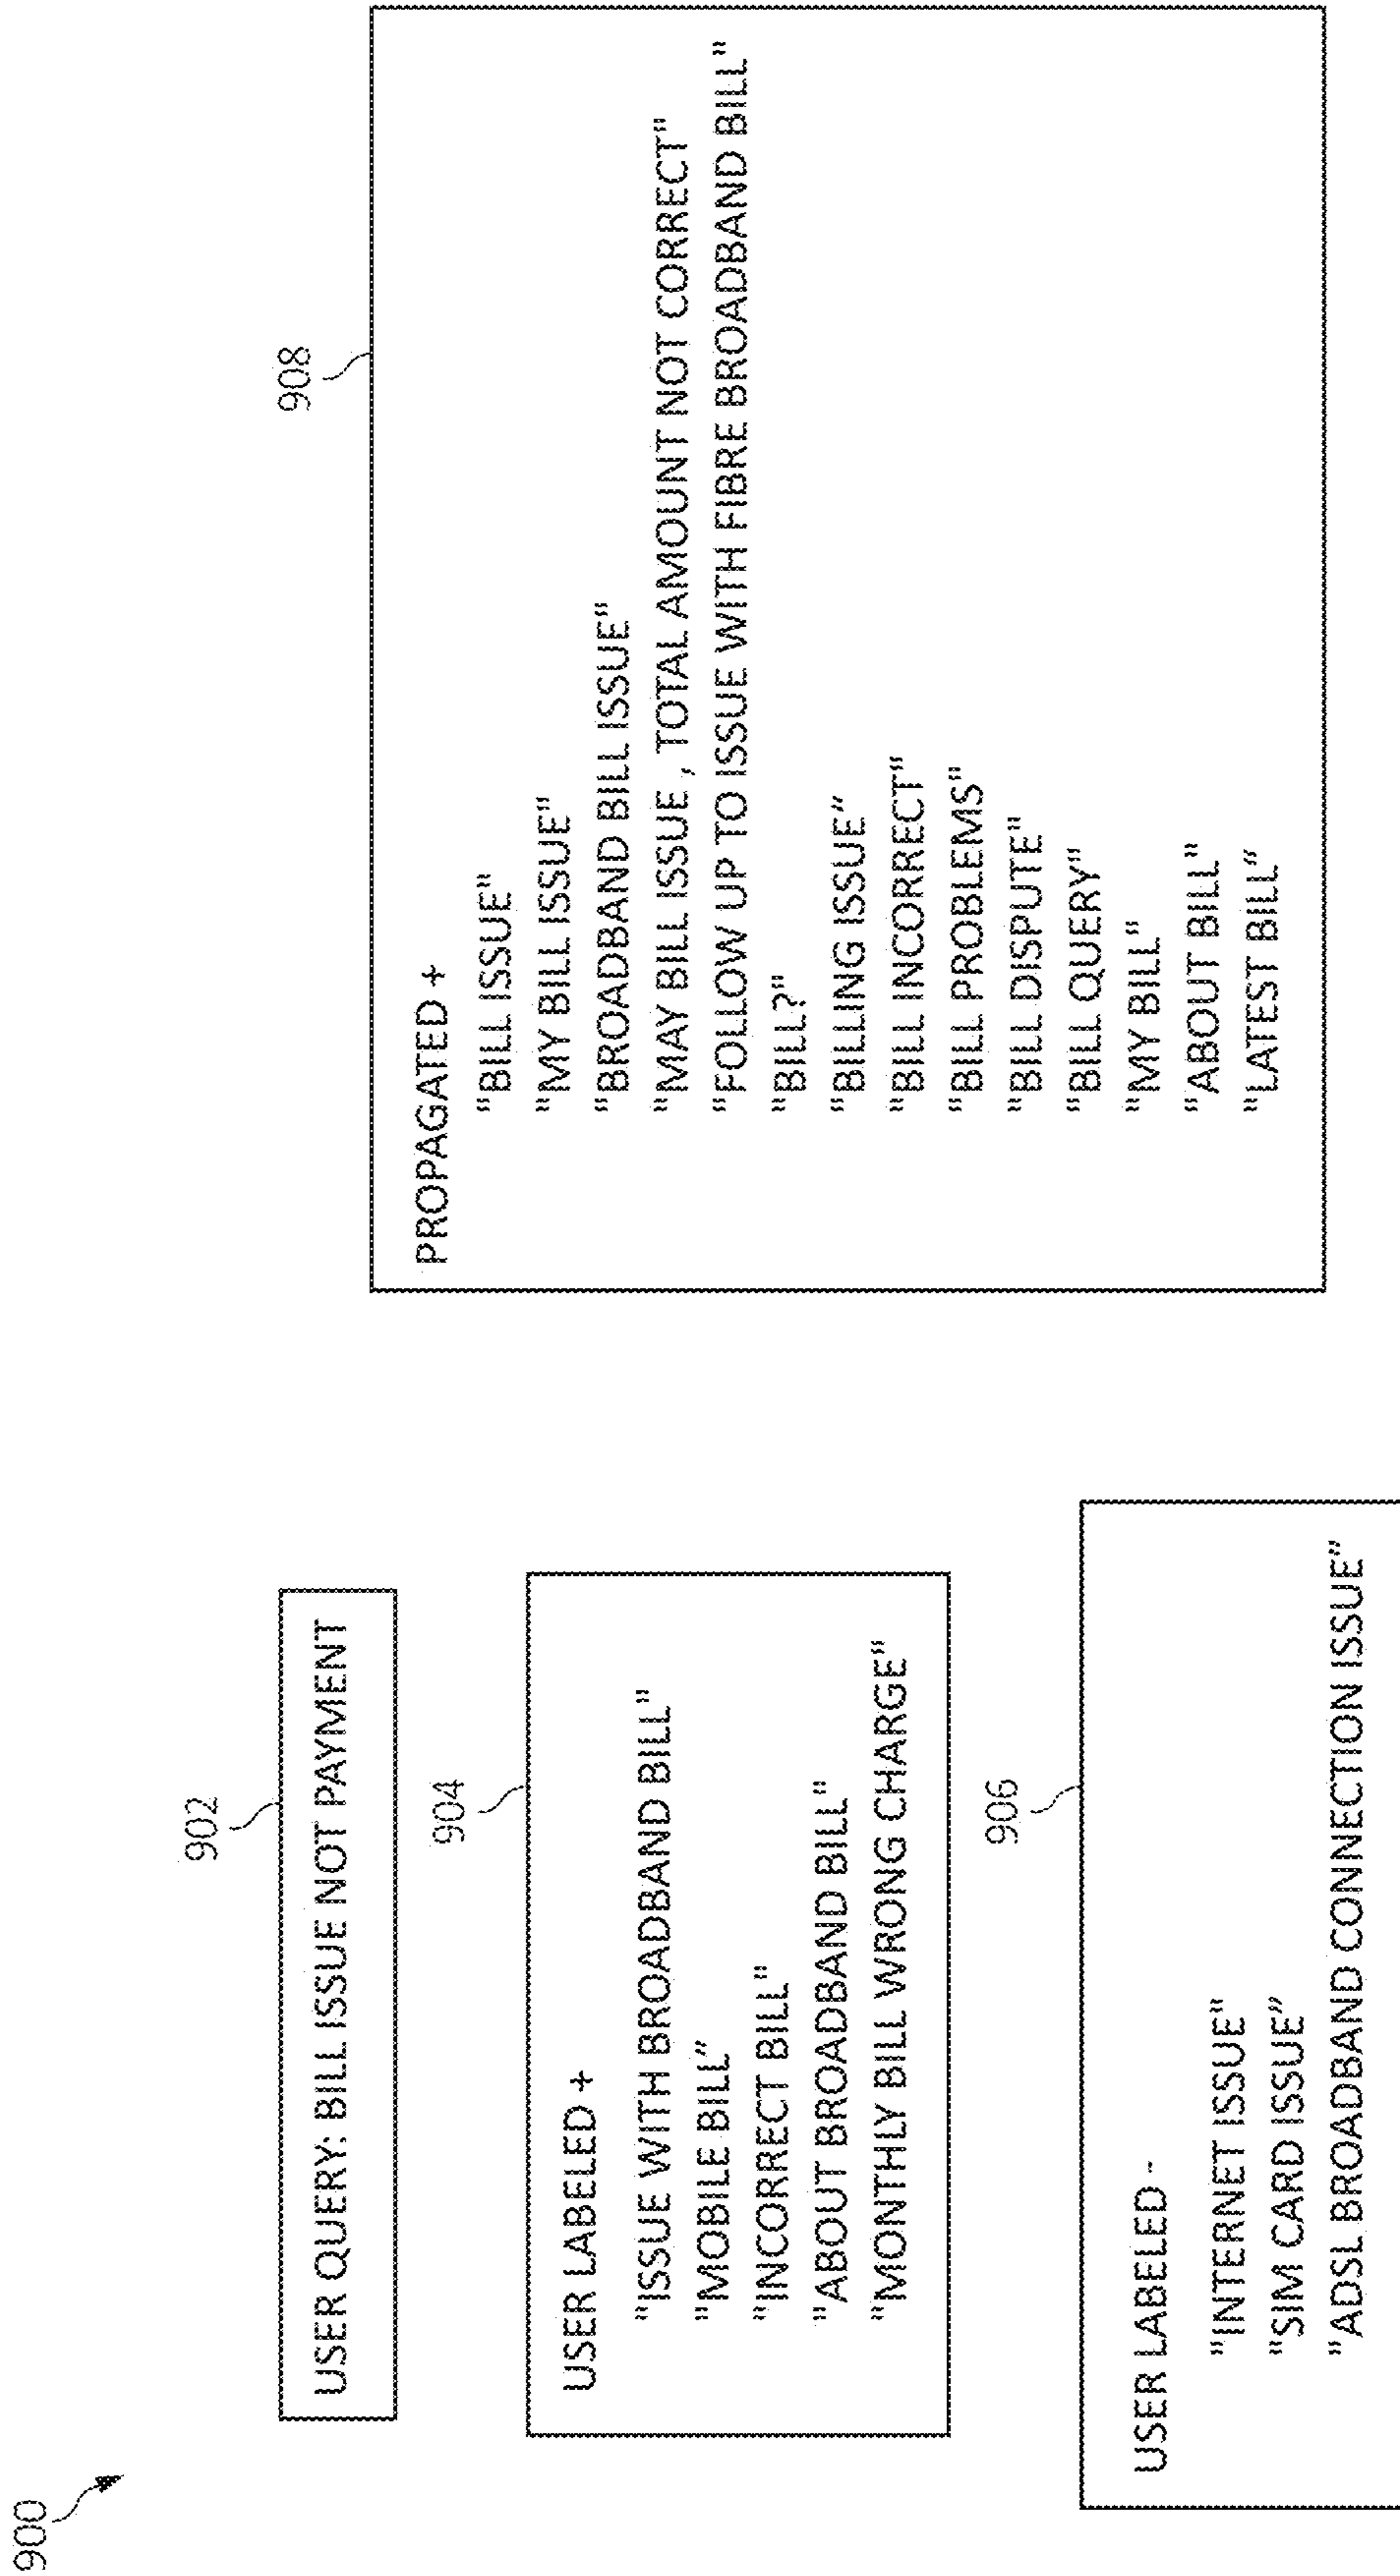 900
902
USER QUERY: BILL ISSUE NOT PAYMENT
904
USER LABELED +
"ISSUE WITH BROADBAND BILL"
"MOBILE BILL"
"INCORRECT BILL"
"ABOUT BROADBAND BILL"
"MONTHLY BILL WRONG CHARGE"
906
USER LABELED -
"INTERNET ISSUE"
"SIM CARD ISSUE"
"ADSL BROADBAND CONNECTION ISSUE"
908
PROPAGATED +
"BILL ISSUE"
"MY BILL ISSUE"
"BROADBAND BILL ISSUE"
"MAY BILL ISSUE , TOTAL AMOUNT NOT CORRECT"
"FOLLOW UP TO ISSUE WITH FIBRE BROADBAND BILL"
"BILL?"
"BILLING ISSUE"
"BILL INCORRECT"
"BILL PROBLEMS"
"BILL DISPUTE"
"BILL QUERY"
"MY BILL"
"ABOUT BILL"
"LATEST BILL"